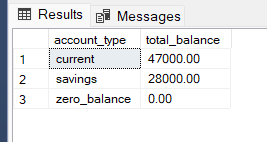 Results Messages
account_type total_balance
1 current 47000.00
2 savings 28000.00
3 zero_balance 0.00